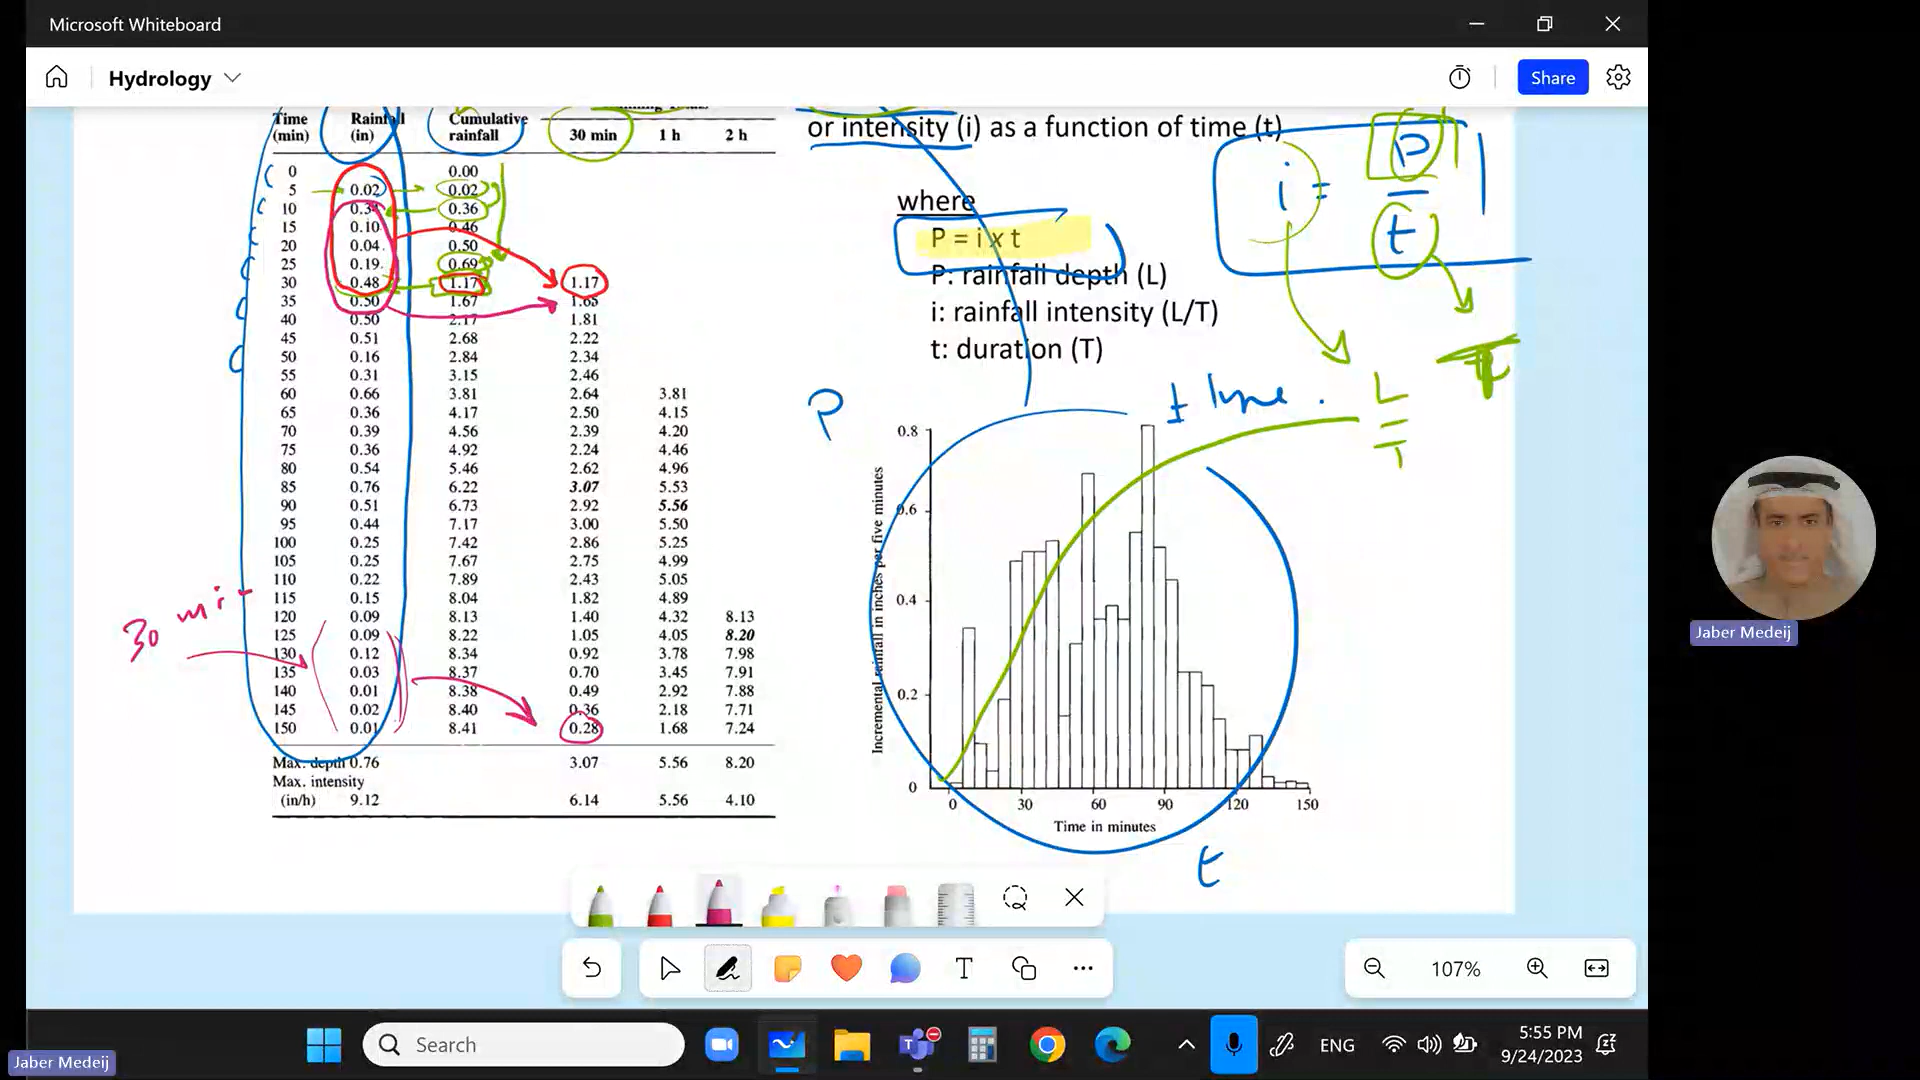 Microsoft Whiteboard
Hydrology
Share
Time Rainfall Cumulative
(min) (in) rainfall 30 min 1 h 2 h
0 0.00
5 0.02 0.02
10 0.34 0.36
15 0.10 0.46
20 0.04 0.50
25 0.19 0.69
30 0.48 1.17 1.17
35 0.50 1.67 1.65
40 0.50 2.17 1.81
45 0.51 2.68 2.22
50 0.16 2.84 2.34
55 0.31 3.15 2.46
60 0.66 3.81 2.64 3.81
65 0.36 4.17 2.50 4.15
70 0.39 4.56 2.39 4.20
75 0.36 4.92 2.24 4.46
80 0.54 5.46 2.62 4.96
85 0.76 6.22 3.07 5.53
90 0.51 6.73 2.92 5.56
95 0.44 7.17 3.00 5.50
100 0.25 7.42 2.86 5.25
105 0.25 7.67 2.75 4.99
110 0.22 7.89 2.43 5.05
115 0.15 8.04 1.82 4.89
120 0.09 8.13 1.40 4.32 8.13
125 0.09 8.22 1.05 4.05 8.20
130 0.12 8.34 0.92 3.78 7.98
135 0.03 8.37 0.70 3.45 7.91
140 0.01 8.38 0.49 2.92 7.88
145 0.02 8.40 0.36 2.18 7.71
150 0.01 8.41 0.28 1.68 7.24
Max. depth 0.76 3.07 5.56 8.20
Max. intensity
(in/h) 9.12 6.14 5.56 4.10
30 min
or intensity (i) as a function of time (t)
where
P = i x t
P: rainfall depth (L)
i: rainfall intensity (L/T)
t: duration (T)
i = P
t
L
T
P
0.8
0.6
0.4
0.2
0
Incremental rainfall in inches per five minutes
0 30 60 90 120 150
Time in minutes
t
Jaber Medeij
107%
Search
ENG
5:55 PM
9/24/2023
Jaber Medeij